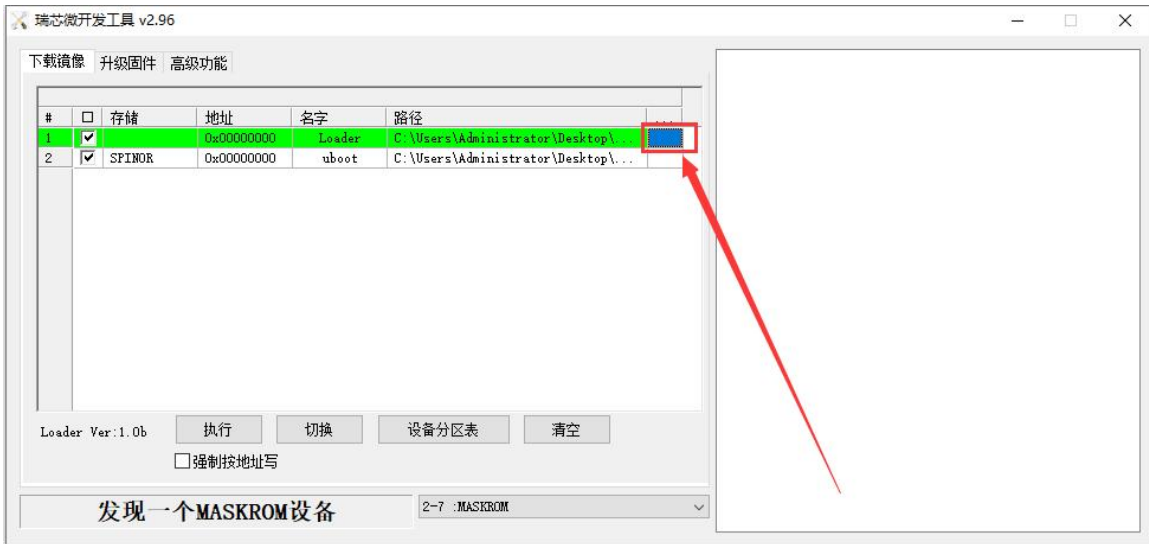 瑞芯微开发工具 v2.96
下载镜像 升级固件 高级功能
# 存储 地址 名字 路径 ...
1 0x00000000 Loader C:\Users\Administrator\Desktop\...
2 SPINOR 0x00000000 uboot C:\Users\Administrator\Desktop\...
Loader Ver:1.0b 执行 切换 设备分区表 清空
强制按地址写
发现一个MASKROM设备 2-7 :MASKROM